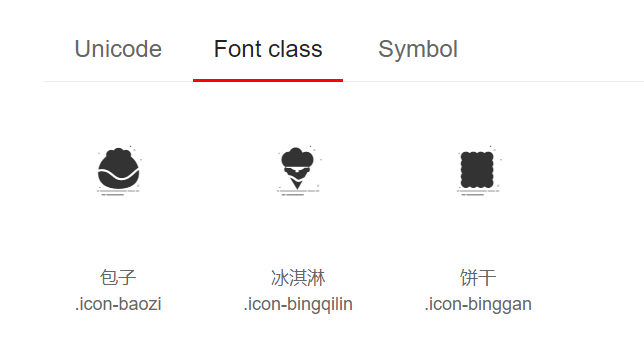 Unicode Font class Symbol
包子 冰淇淋 饼干
.icon-baozi .icon-bingqilin .icon-binggan